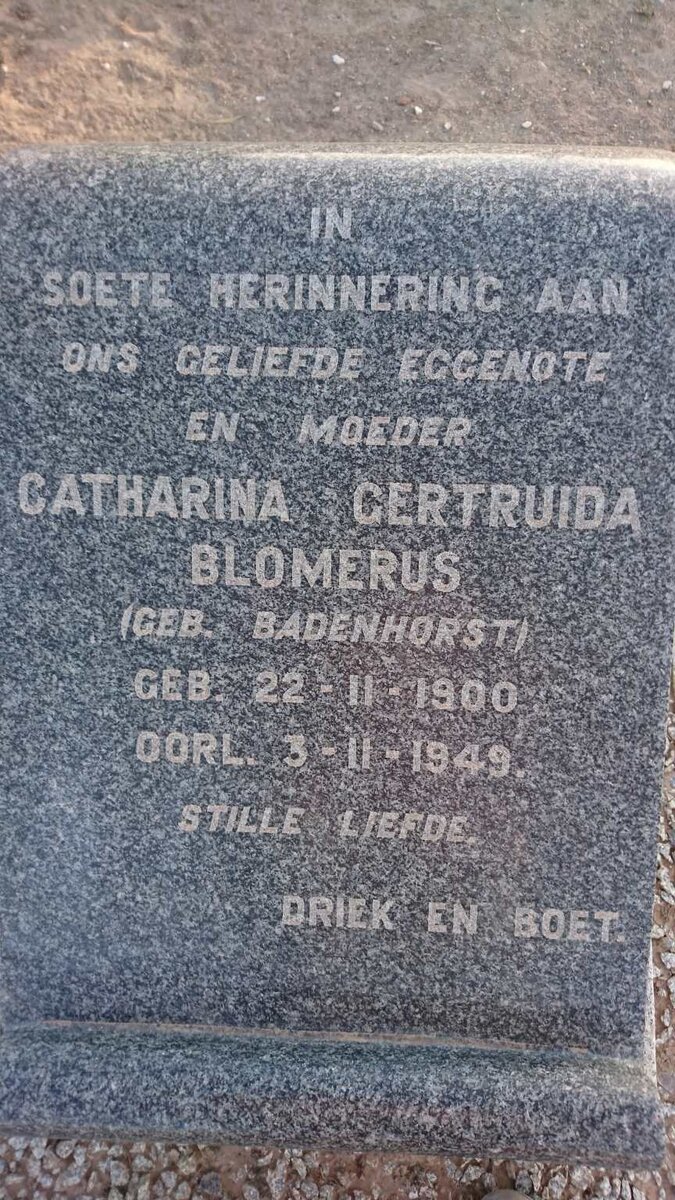 IN
SOETE HERINNERING AAN
ONS GELIEFDE EGGENOTE
EN MOEDER
CATHARINA GERTRUIDA
BLOMERUS
(GEB. BADENHORST)
GEB. 22-11-1900
OORL. 3-11-1949.
STILLE LIEFDE.
DRIEK EN BOET.